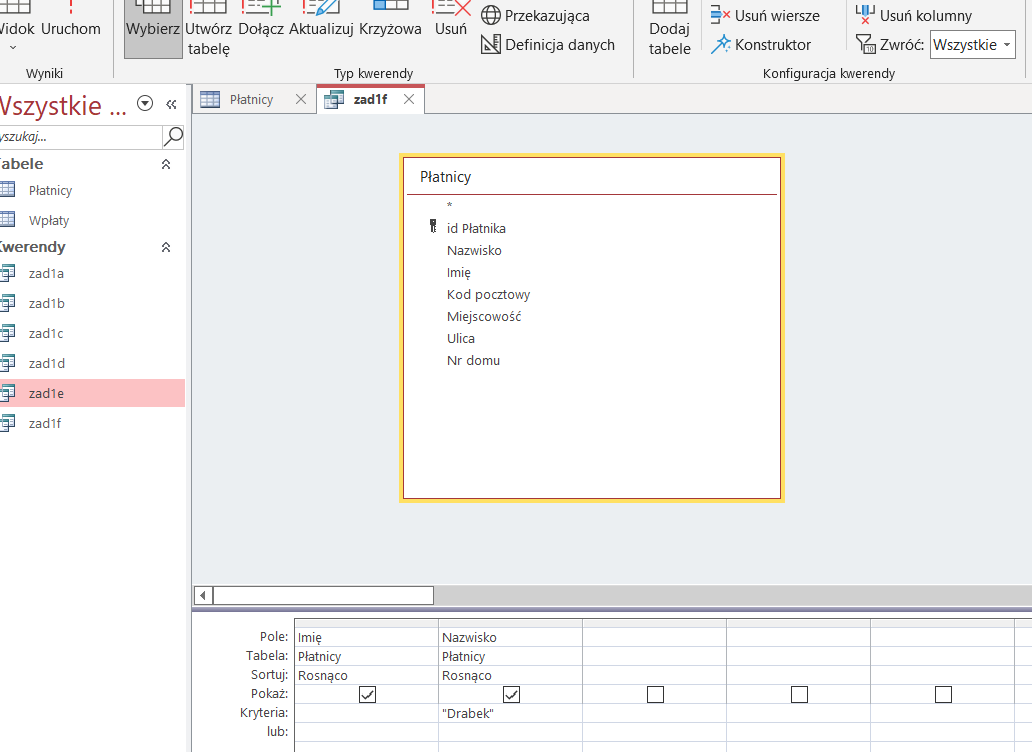 Widok Uruchom
Wyniki
Wybierz Utwórz tabelę Dołącz Aktualizuj Krzyżowa Usuń
Przekazująca
Definicja danych
Typ kwerendy
Dodaj tabele
Usuń wiersze
Konstruktor
Usuń kolumny
Zwróć: Wszystkie
Konfiguracja kwerendy
Wszystkie ...
yszukaj...
Tabele
Płatnicy
Wpłaty
Kwerendy
zad1a
zad1b
zad1c
zad1d
zad1e
zad1f
Płatnicy
zad1f
Płatnicy
*
id Płatnika
Nazwisko
Imię
Kod pocztowy
Miejscowość
Ulica
Nr domu
Pole: Imię Nazwisko
Tabela: Płatnicy Płatnicy
Sortuj: Rosnąco Rosnąco
Pokaż:
Kryteria: "Drabek"
lub: